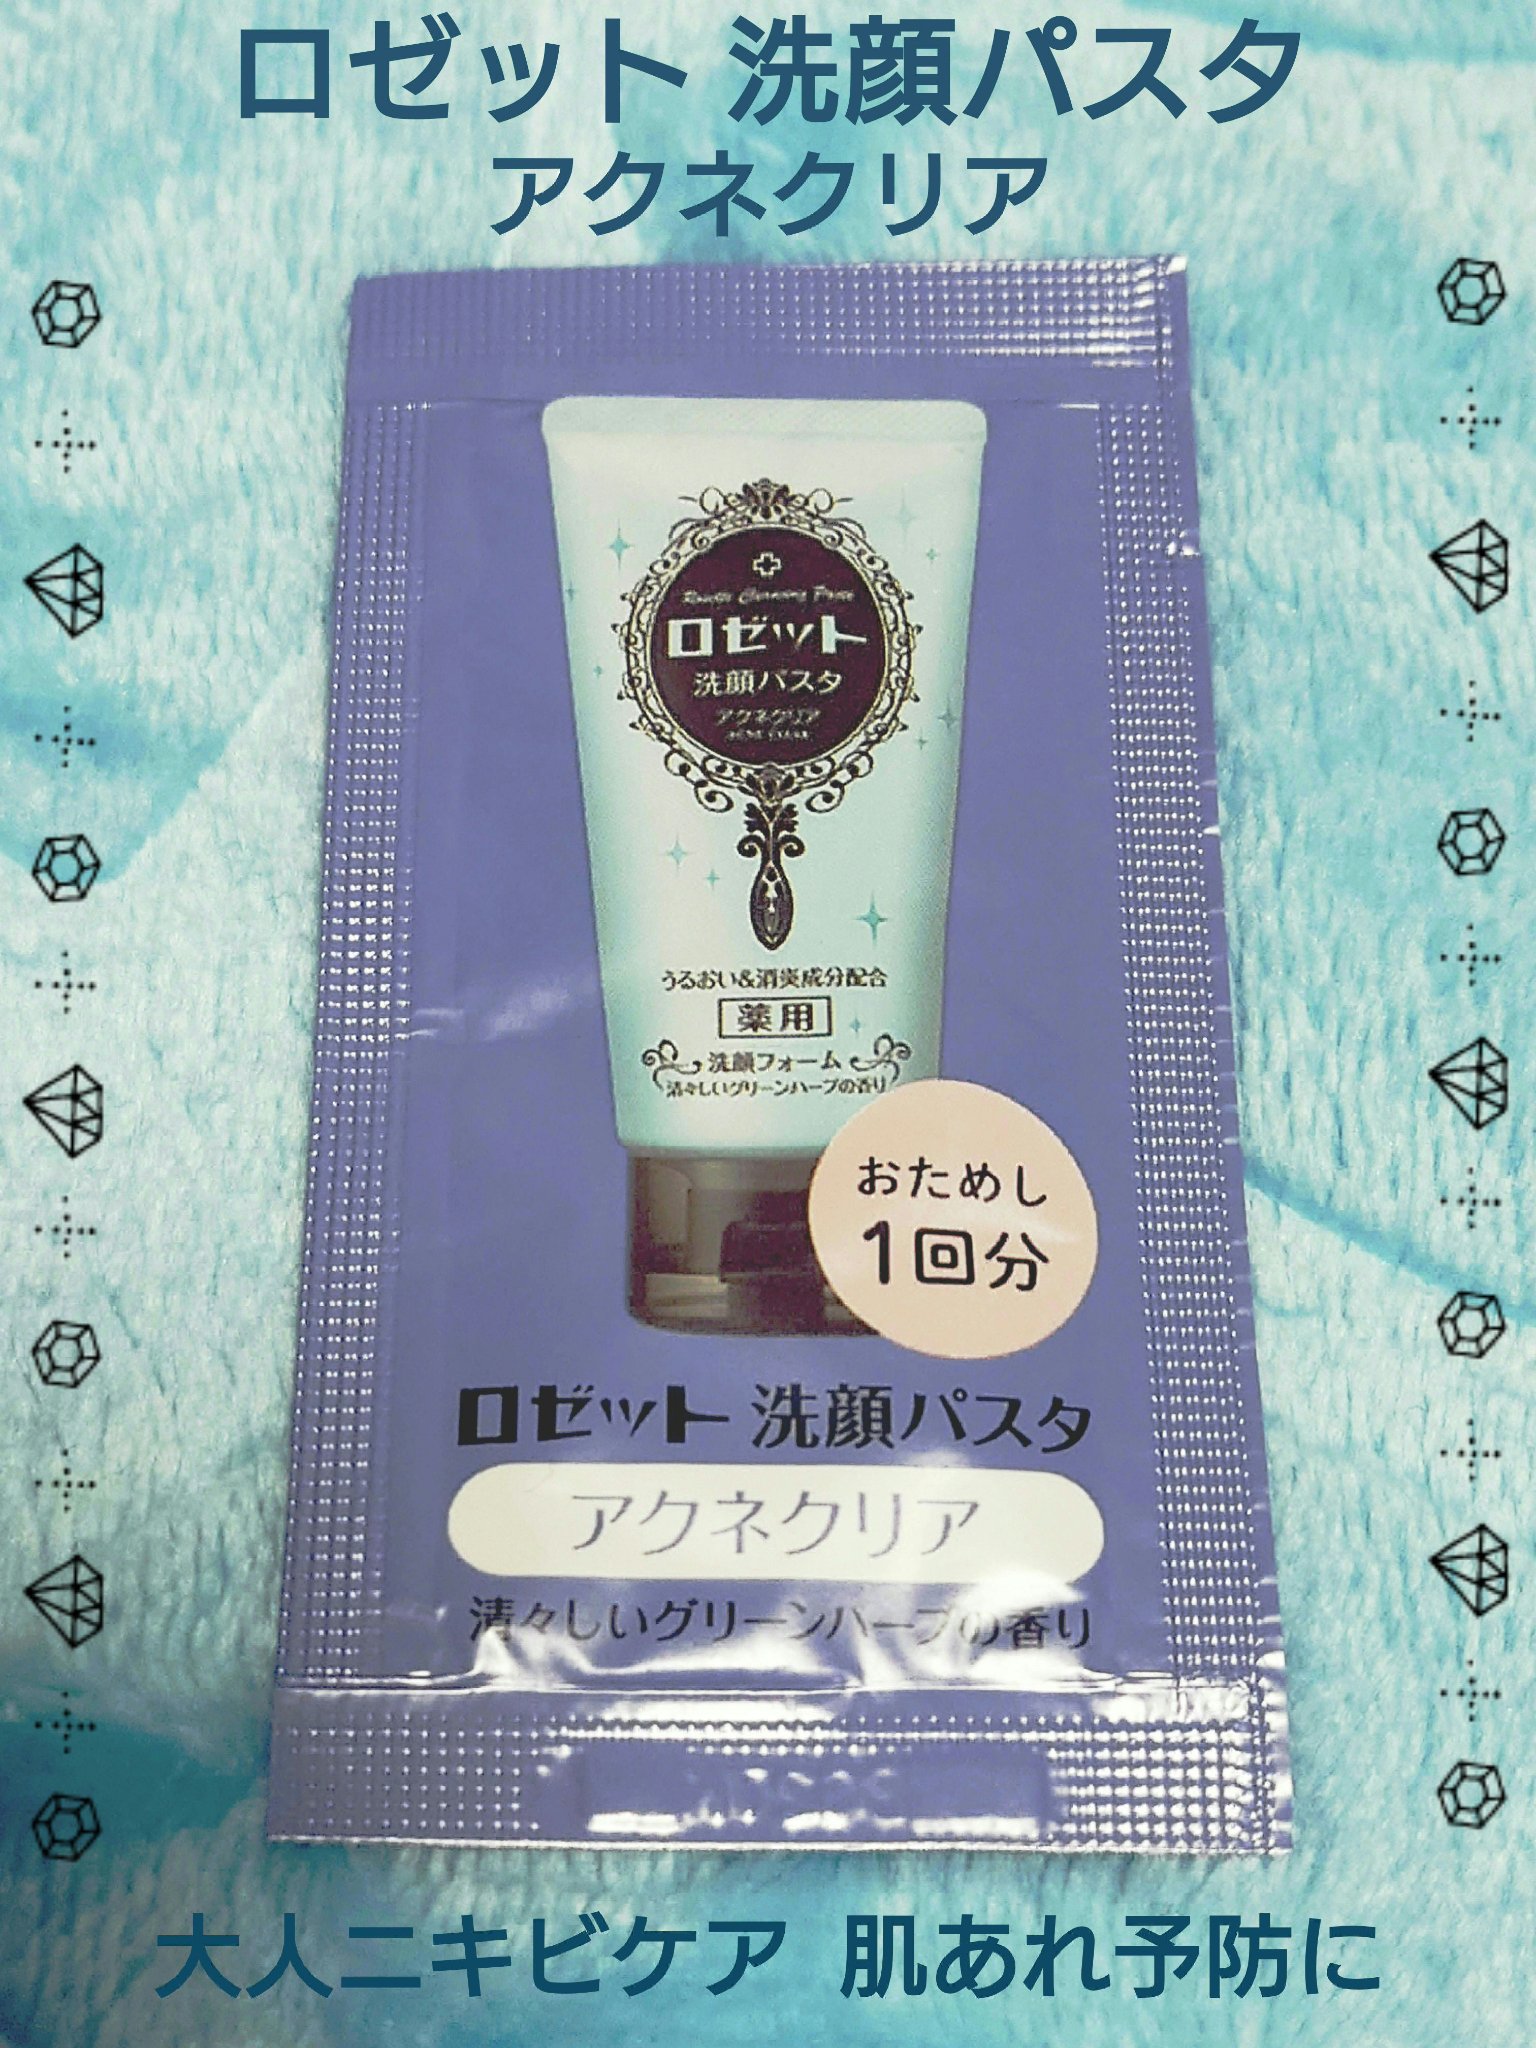 ロゼット 洗顔パスタ
アクネクリア
Rosette Cleansing Paste
ロゼット
洗顔パスタ
アクネクリア
ACNE CLEAR
うるおい&消炎成分配合
薬用
洗顔フォーム
清々しいグリーンハーブの香り
おためし
1回分
ロゼット 洗顔パスタ
アクネクリア
清々しいグリーンハーブの香り
大人ニキビケア 肌あれ予防に